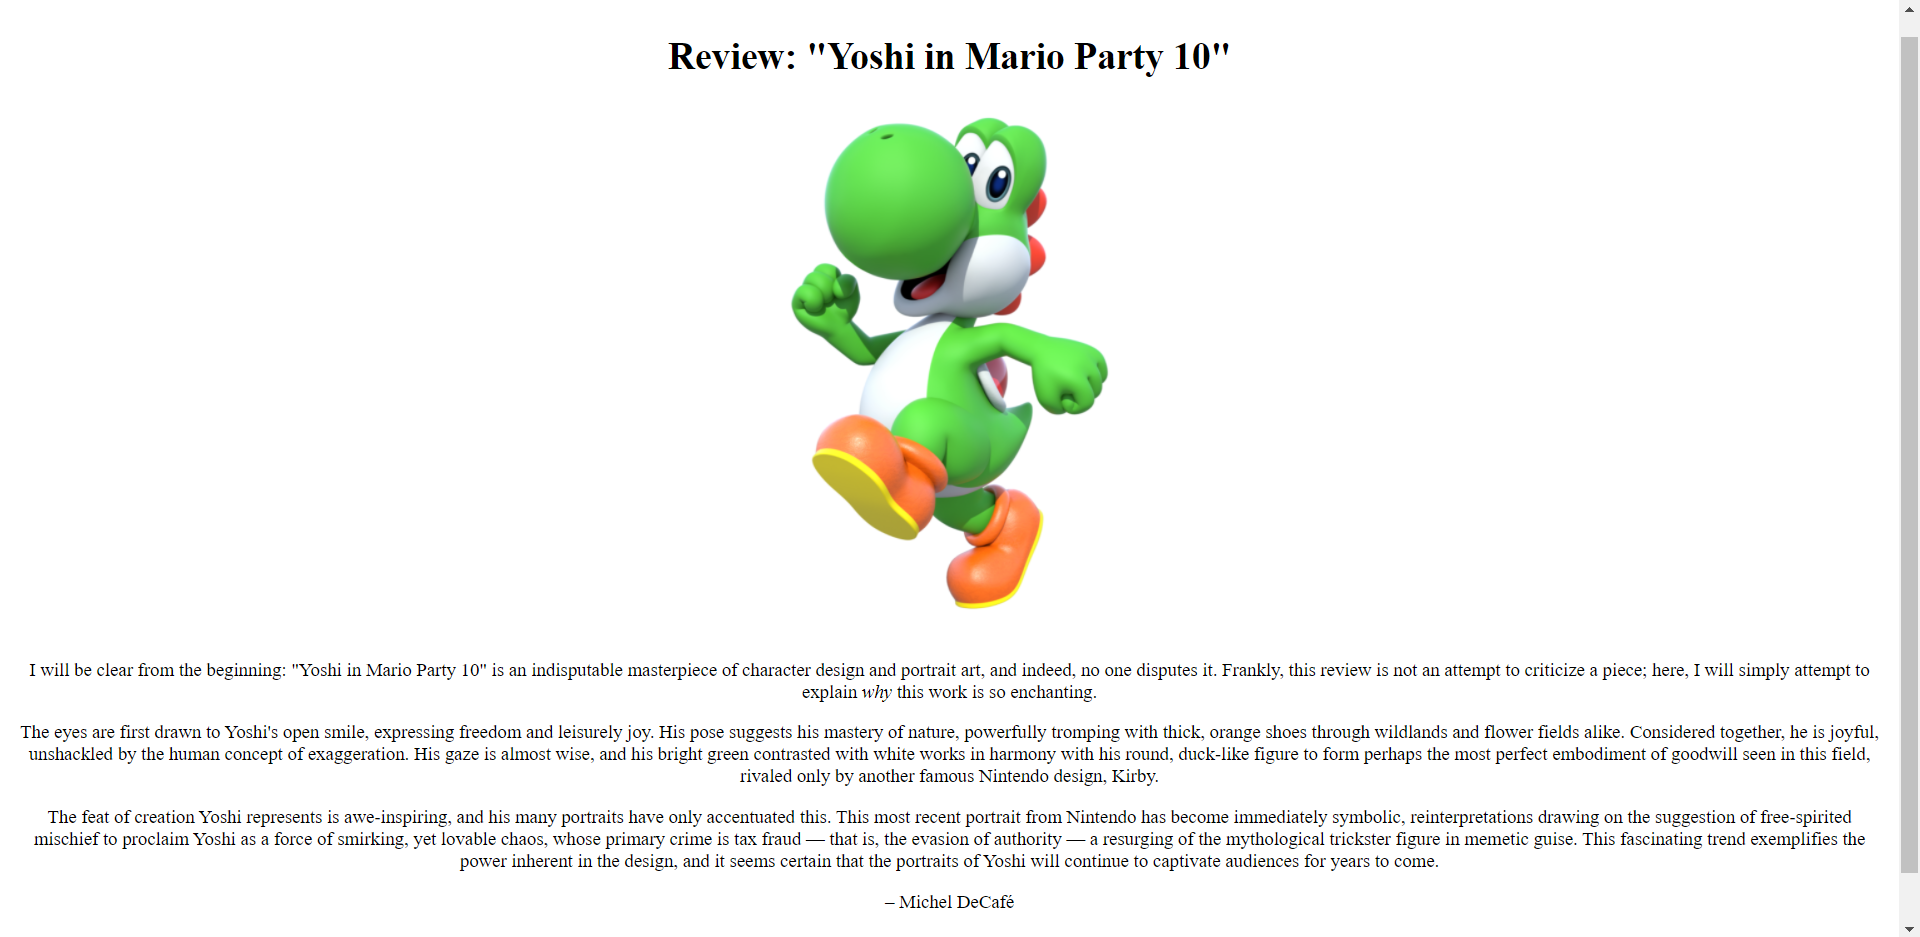 Review: "Yoshi in Mario Party 10"
I will be clear from the beginning: "Yoshi in Mario Party 10" is an indisputable masterpiece of character design and portrait art, and indeed, no one disputes it. Frankly, this review is not an attempt to criticize a piece; here, I will simply attempt to
explain why this work is so enchanting.
The eyes are first drawn to Yoshi's open smile, expressing freedom and leisurely joy. His pose suggests his mastery of nature, powerfully tromping with thick, orange shoes through wildlands and flower fields alike. Considered together, he is joyful,
unshackled by the human concept of exaggeration. His gaze is almost wise, and his bright green contrasted with white works in harmony with his round, duck-like figure to form perhaps the most perfect embodiment of goodwill seen in this field,
rivaled only by another famous Nintendo design, Kirby.
The feat of creation Yoshi represents is awe-inspiring, and his many portraits have only accentuated this. This most recent portrait from Nintendo has become immediately symbolic, reinterpretations drawing on the suggestion of free-spirited
mischief to proclaim Yoshi as a force of smirking, yet lovable chaos, whose primary crime is tax fraud — that is, the evasion of authority — a resurging of the mythological trickster figure in memetic guise. This fascinating trend exemplifies the
power inherent in the design, and it seems certain that the portraits of Yoshi will continue to captivate audiences for years to come.
– Michel DeCafé